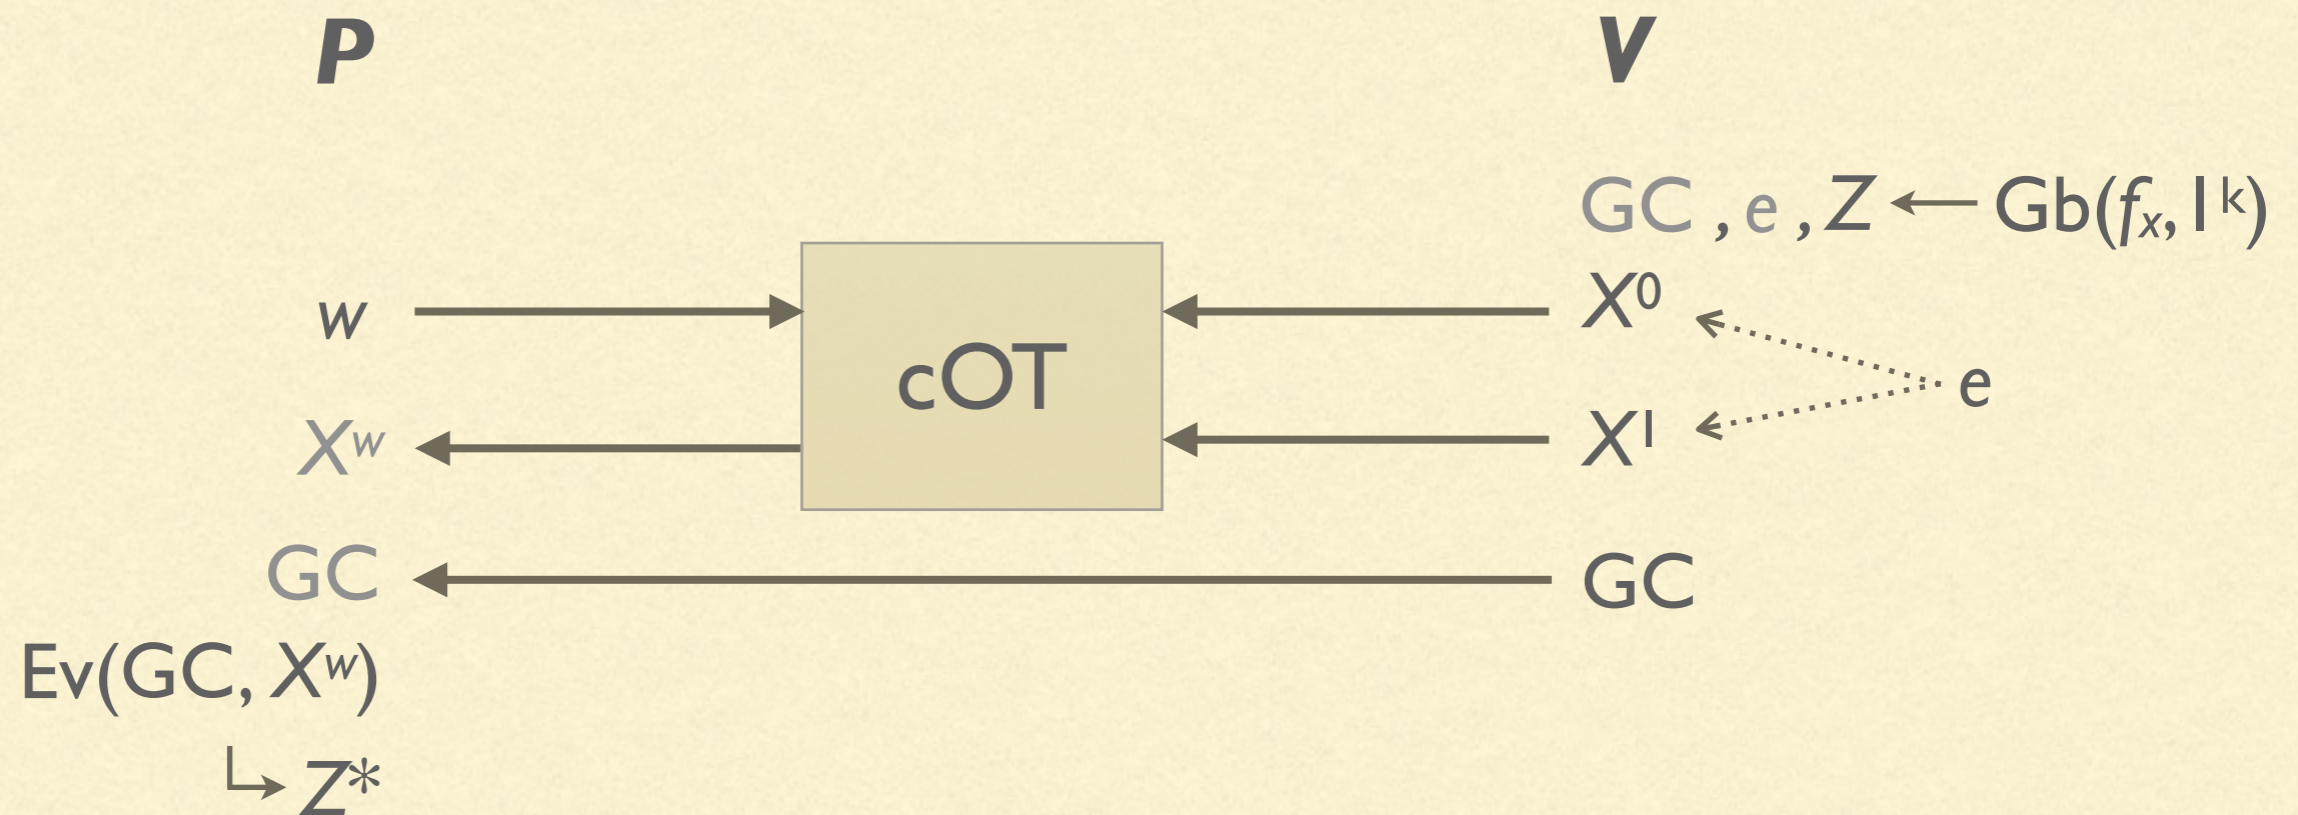 P V
GC , e , Z ← Gb(fₓ, 1ᵏ)
w cOT X⁰
e
Xʷ X¹
GC GC
Ev(GC, Xʷ)
Z*